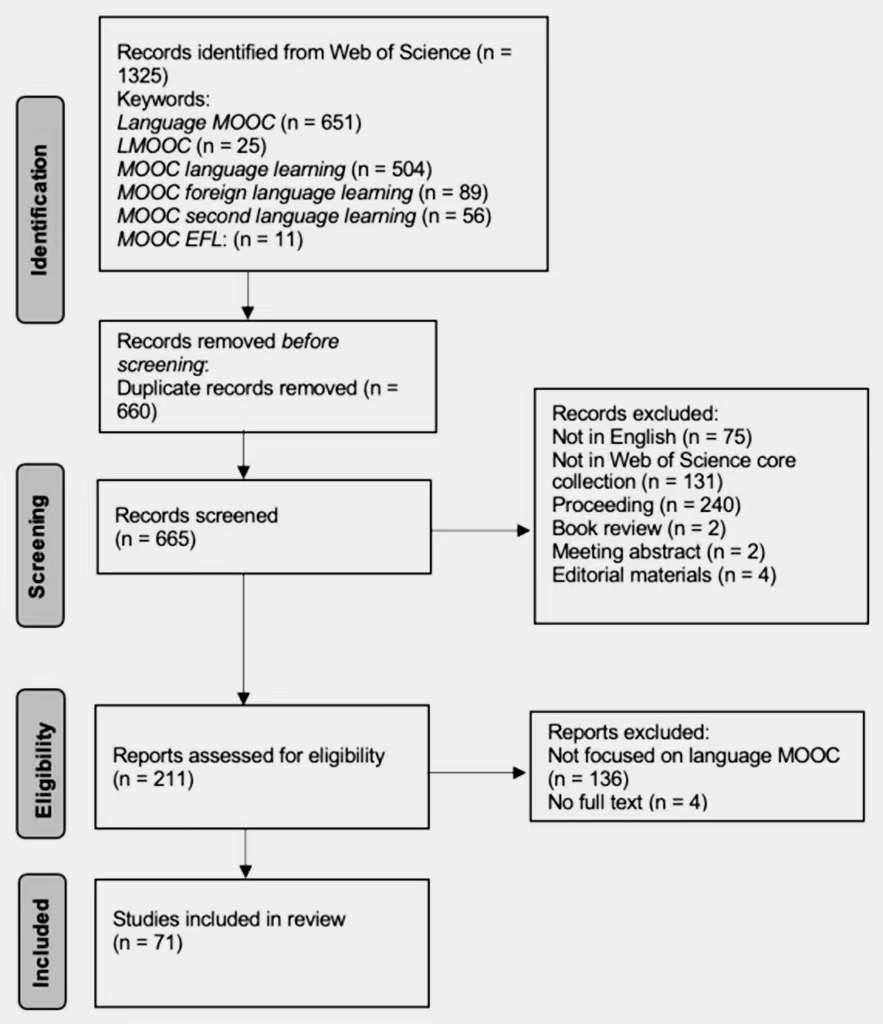 Identification
Records identified from Web of Science (n =
1325)
Keywords:
Language MOOC (n = 651)
LMOOC (n = 25)
MOOC language learning (n = 504)
MOOC foreign language learning (n = 89)
MOOC second language learning (n = 56)
MOOC EFL: (n = 11)
Records removed before
screening:
Duplicate records removed (n =
660)
Screening
Records screened
(n = 665)
Records excluded:
Not in English (n = 75)
Not in Web of Science core
collection (n = 131)
Proceeding (n = 240)
Book review (n = 2)
Meeting abstract (n = 2)
Editorial materials (n = 4)
Eligibility
Reports assessed for eligibility
(n = 211)
Reports excluded:
Not focused on language MOOC
(n = 136)
No full text (n = 4)
Included
Studies included in review
(n = 71)